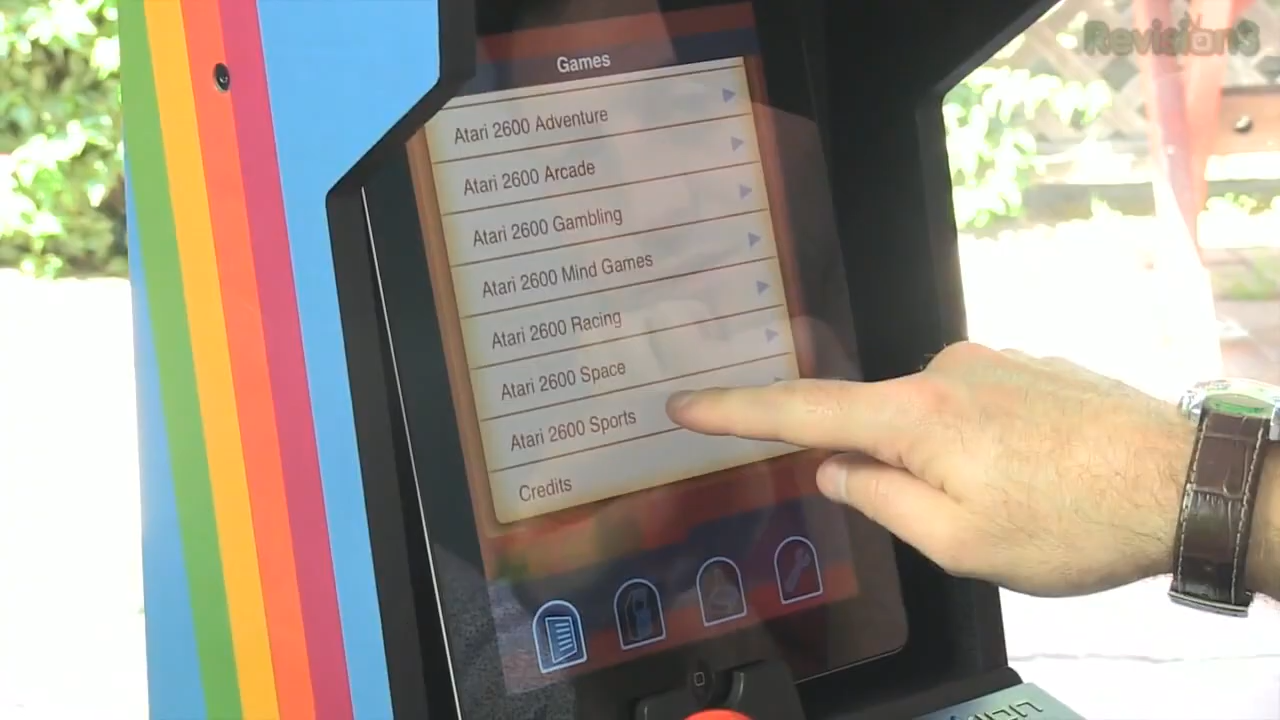 Revision3
Games
Atari 2600 Adventure
Atari 2600 Arcade
Atari 2600 Gambling
Atari 2600 Mind Games
Atari 2600 Racing
Atari 2600 Space
Atari 2600 Sports
Credits